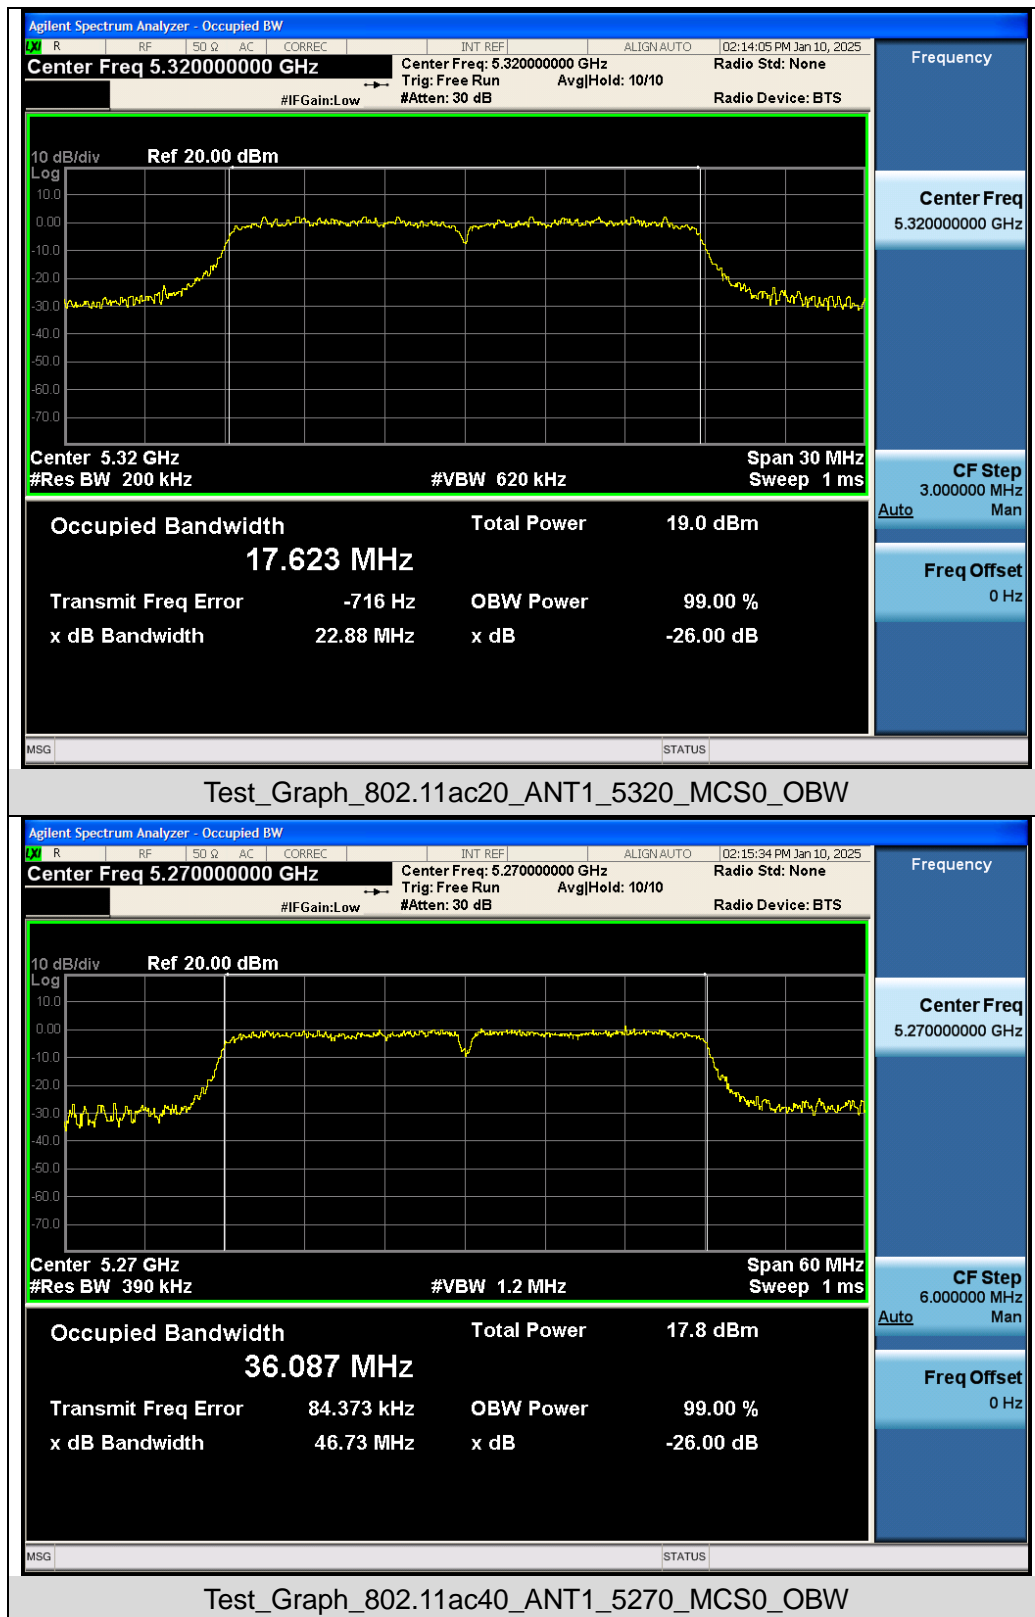 Agilent Spectrum Analyzer - Occupied BW
LXI R RF 50 Ω AC CORREC INT REF ALIGN AUTO 02:14:05 PM Jan 10, 2025
Center Freq 5.320000000 GHz
Center Freq: 5.320000000 GHz Radio Std: None
Trig: Free Run Avg|Hold: 10/10
#IFGain:Low #Atten: 30 dB Radio Device: BTS
Frequency
10 dB/div Ref 20.00 dBm
Log
10.0
0.00
-10.0
-20.0
-30.0
-40.0
-50.0
-60.0
-70.0
Center Freq
5.320000000 GHz
Center 5.32 GHz Span 30 MHz
#Res BW 200 kHz #VBW 620 kHz Sweep 1 ms
CF Step
3.000000 MHz
Auto Man
Occupied Bandwidth Total Power 19.0 dBm
17.623 MHz
Transmit Freq Error -716 Hz OBW Power 99.00 %
x dB Bandwidth 22.88 MHz x dB -26.00 dB
Freq Offset
0 Hz
MSG STATUS
Test_Graph_802.11ac20_ANT1_5320_MCS0_OBW
Agilent Spectrum Analyzer - Occupied BW
LXI R RF 50 Ω AC CORREC INT REF ALIGN AUTO 02:15:34 PM Jan 10, 2025
Center Freq 5.270000000 GHz
Center Freq: 5.270000000 GHz Radio Std: None
Trig: Free Run Avg|Hold: 10/10
#IFGain:Low #Atten: 30 dB Radio Device: BTS
Frequency
10 dB/div Ref 20.00 dBm
Log
10.0
0.00
-10.0
-20.0
-30.0
-40.0
-50.0
-60.0
-70.0
Center Freq
5.270000000 GHz
Center 5.27 GHz Span 60 MHz
#Res BW 390 kHz #VBW 1.2 MHz Sweep 1 ms
CF Step
6.000000 MHz
Auto Man
Occupied Bandwidth Total Power 17.8 dBm
36.087 MHz
Transmit Freq Error 84.373 kHz OBW Power 99.00 %
x dB Bandwidth 46.73 MHz x dB -26.00 dB
Freq Offset
0 Hz
MSG STATUS
Test_Graph_802.11ac40_ANT1_5270_MCS0_OBW